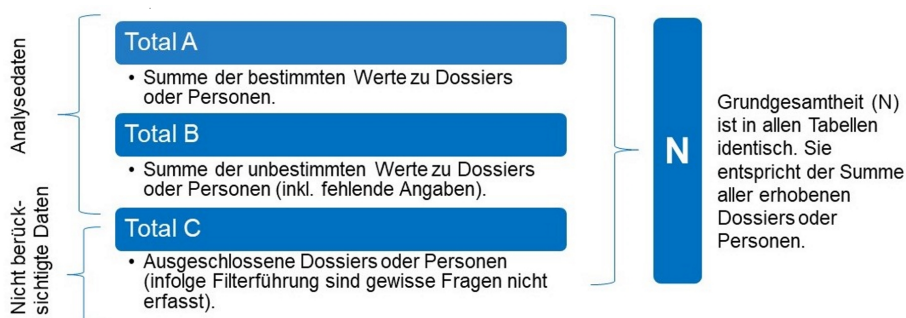 Analysedaten
Total A
• Summe der bestimmten Werte zu Dossiers
oder Personen.
Total B
• Summe der unbestimmten Werte zu Dossiers
oder Personen (inkl. fehlende Angaben).
Nicht berück-
sichtigte Daten
Total C
• Ausgeschlossene Dossiers oder Personen
(infolge Filterführung sind gewisse Fragen nicht
erfasst).
N
Grundgesamtheit (N)
ist in allen Tabellen
identisch. Sie
entspricht der Summe
aller erhobenen
Dossiers oder
Personen.